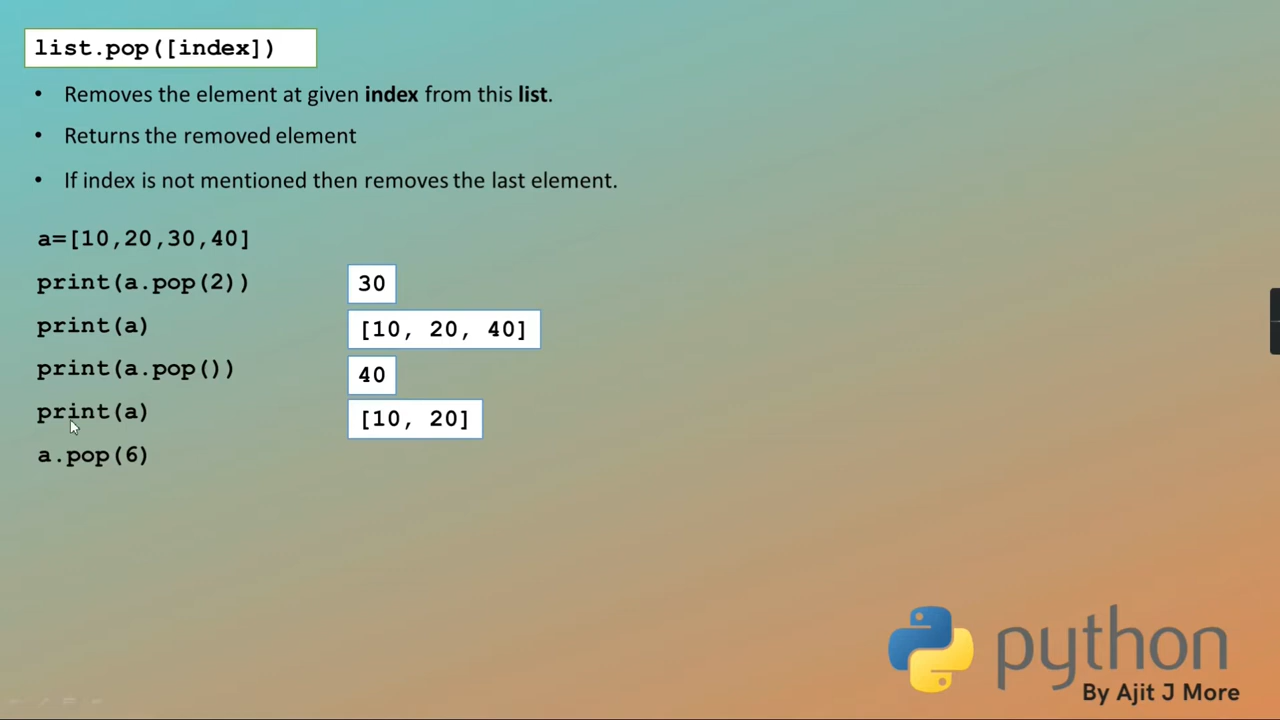 list.pop([index])
• Removes the element at given index from this list.
• Returns the removed element
• If index is not mentioned then removes the last element.
a=[10,20,30,40]
print(a.pop(2)) 30
print(a) [10, 20, 40]
print(a.pop()) 40
print(a) [10, 20]
a.pop(6)
python
By Ajit J More